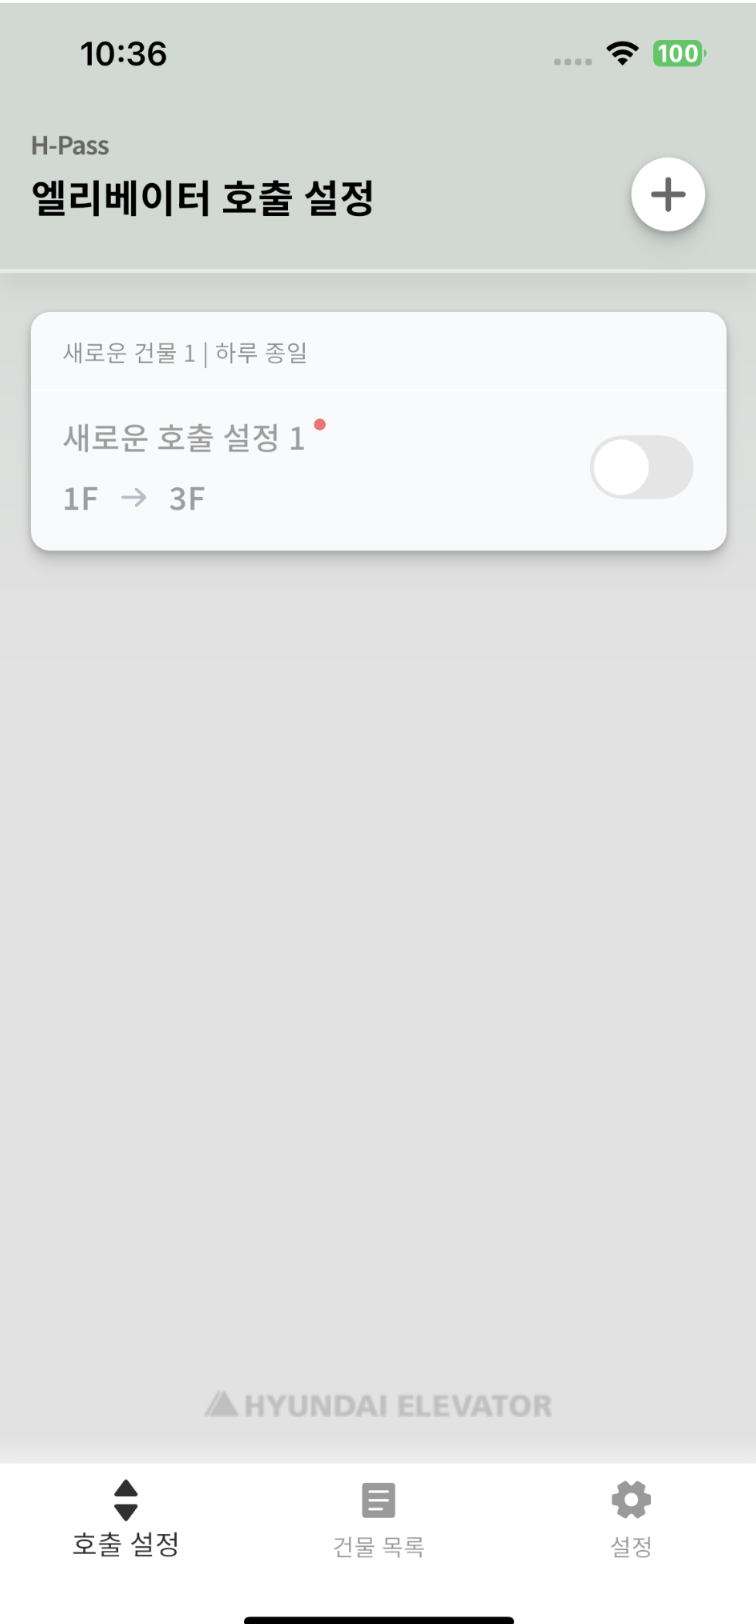 10:36
100
H-Pass
엘리베이터 호출 설정
새로운 건물 1 | 하루 종일
새로운 호출 설정 1
1F → 3F
HYUNDAI ELEVATOR
호출 설정
건물 목록
설정